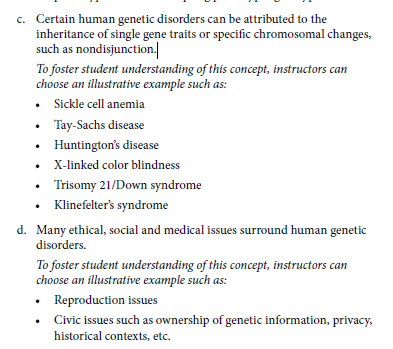 c. Certain human genetic disorders can be attributed to the
inheritance of single gene traits or specific chromosomal changes,
such as nondisjunction.
To foster student understanding of this concept, instructors can
choose an illustrative example such as:
• Sickle cell anemia
• Tay-Sachs disease
• Huntington's disease
• X-linked color blindness
• Trisomy 21/Down syndrome
• Klinefelter's syndrome
d. Many ethical, social and medical issues surround human genetic
disorders.
To foster student understanding of this concept, instructors can
choose an illustrative example such as:
• Reproduction issues
• Civic issues such as ownership of genetic information, privacy,
historical contexts, etc.